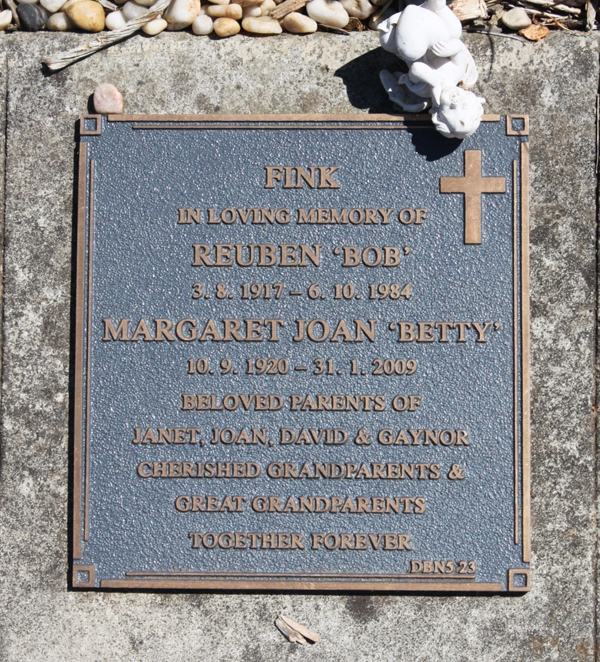 FINK
IN LOVING MEMORY OF
REUBEN 'BOB'
3. 8. 1917 – 6. 10. 1984
MARGARET JOAN 'BETTY'
10. 9. 1920 – 31. 1. 2009
BELOVED PARENTS OF
JANET, JOAN, DAVID & GAYNOR
CHERISHED GRANDPARENTS &
GREAT GRANDPARENTS
TOGETHER FOREVER
DBN5 23